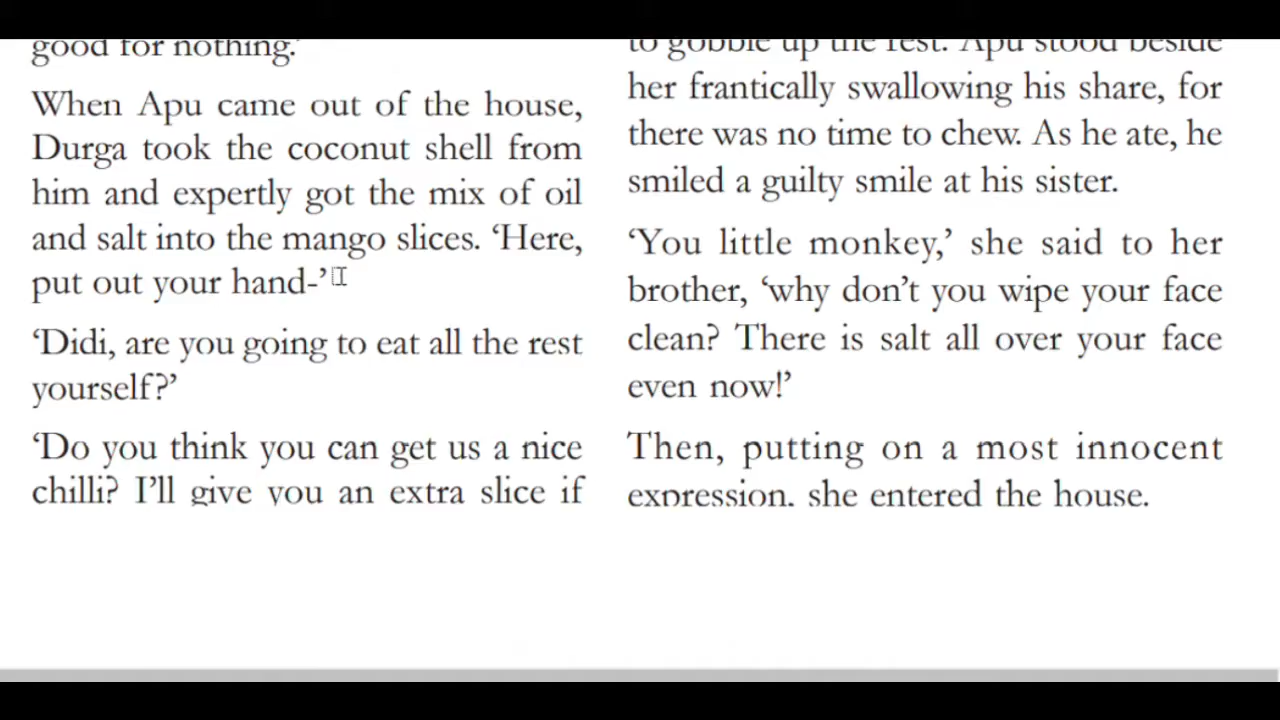 good for nothing.'
When Apu came out of the house,
Durga took the coconut shell from
him and expertly got the mix of oil
and salt into the mango slices. ‘Here,
put out your hand-’
‘Didi, are you going to eat all the rest
yourself?’
‘Do you think you can get us a nice
chilli? I’ll give you an extra slice if
to gobble up the rest. Apu stood beside
her frantically swallowing his share, for
there was no time to chew. As he ate, he
smiled a guilty smile at his sister.
‘You little monkey,’ she said to her
brother, ‘why don’t you wipe your face
clean? There is salt all over your face
even now!’
Then, putting on a most innocent
expression, she entered the house.